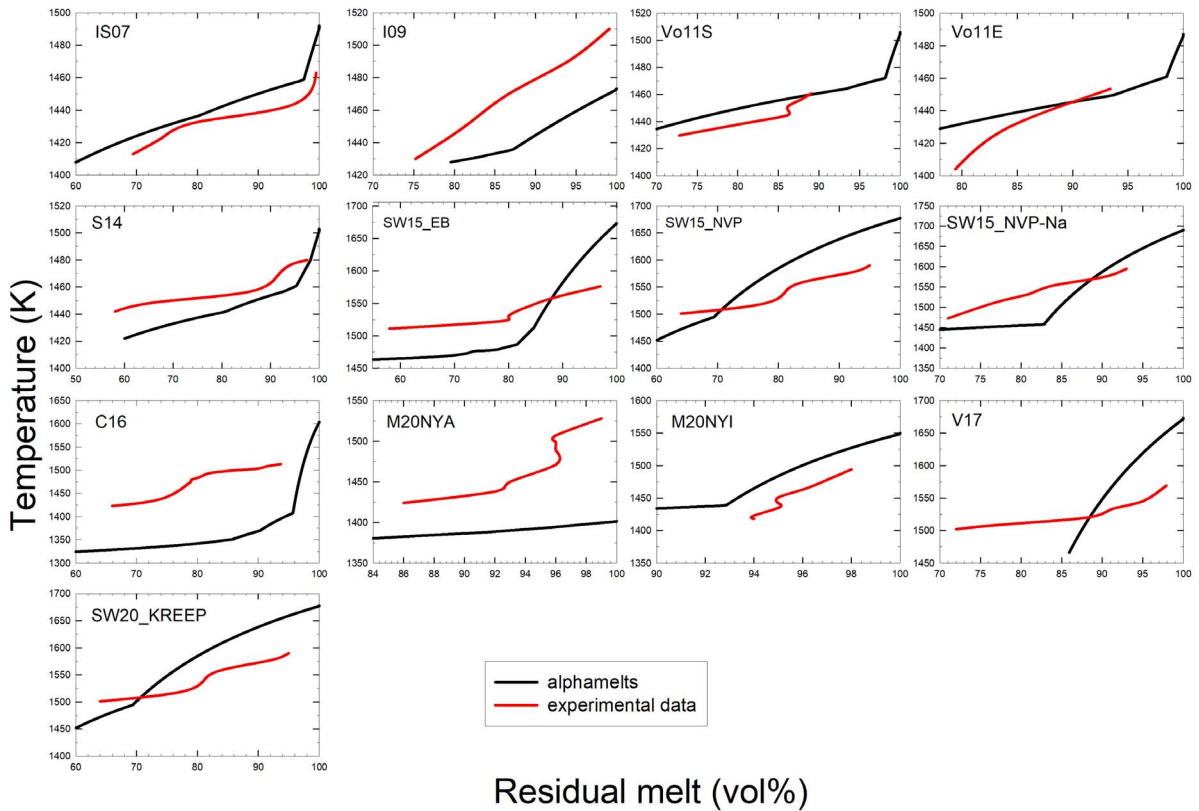 IS07
I09
Vo11S
Vo11E
1500
1480
1460
1440
1420
1400
60 70 80 90 100
1520
1500
1480
1460
1440
1420
1400
70 75 80 85 90 95 100
1520
1500
1480
1460
1440
1420
1400
70 75 80 85 90 95 100
1500
1480
1460
1440
1420
1400
80 85 90 95 100
S14
SW15_EB
SW15_NVP
SW15_NVP-Na
1520
1500
1480
1460
1440
1420
1400
50 60 70 80 90 100
1700
1650
1600
1550
1500
1450
60 70 80 90 100
1700
1650
1600
1550
1500
1450
1400
60 70 80 90 100
1750
1700
1650
1600
1550
1500
1450
1400
1350
70 75 80 85 90 95 100
C16
M20NYA
M20NYI
V17
1650
1600
1550
1500
1450
1400
1350
1300
60 70 80 90 100
1550
1500
1450
1400
1350
84 86 88 90 92 94 96 98 100
1600
1550
1500
1450
1400
1350
90 92 94 96 98 100
1700
1650
1600
1550
1500
1450
70 75 80 85 90 95 100
SW20_KREEP
1700
1650
1600
1550
1500
1450
1400
60 70 80 90 100
alphamelts
experimental data
Temperature (K)
Residual melt (vol%)